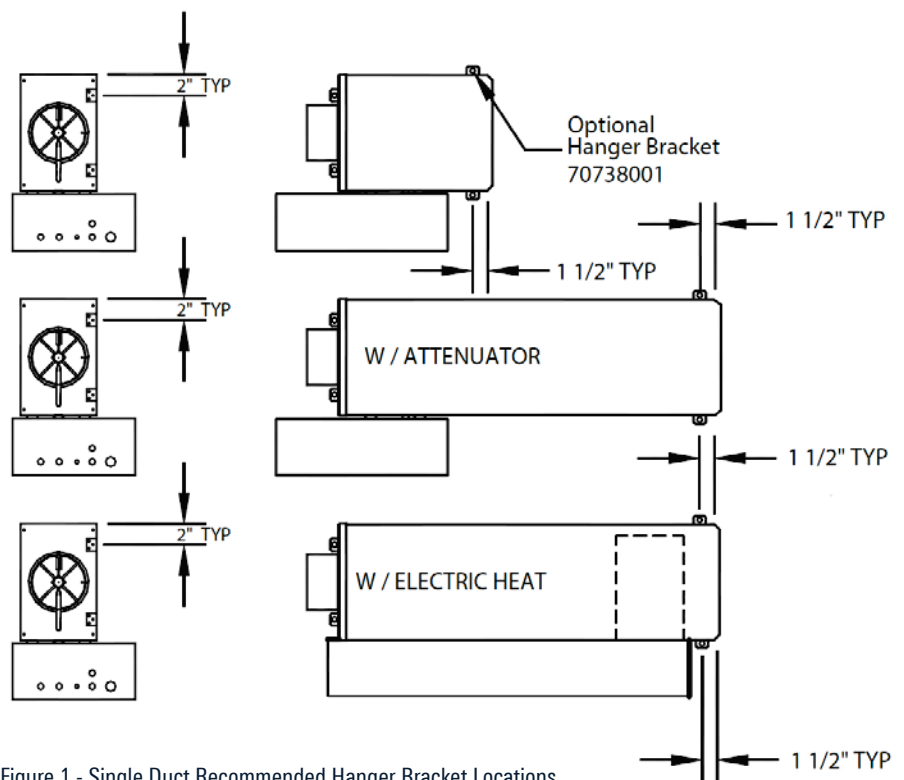 2" TYP
Optional
Hanger Bracket
70738001
1 1/2" TYP
1 1/2" TYP
2" TYP
W / ATTENUATOR
1 1/2" TYP
2" TYP
W / ELECTRIC HEAT
1 1/2" TYP
Figure 1 - Single Duct Recommended Hanger Bracket Locations